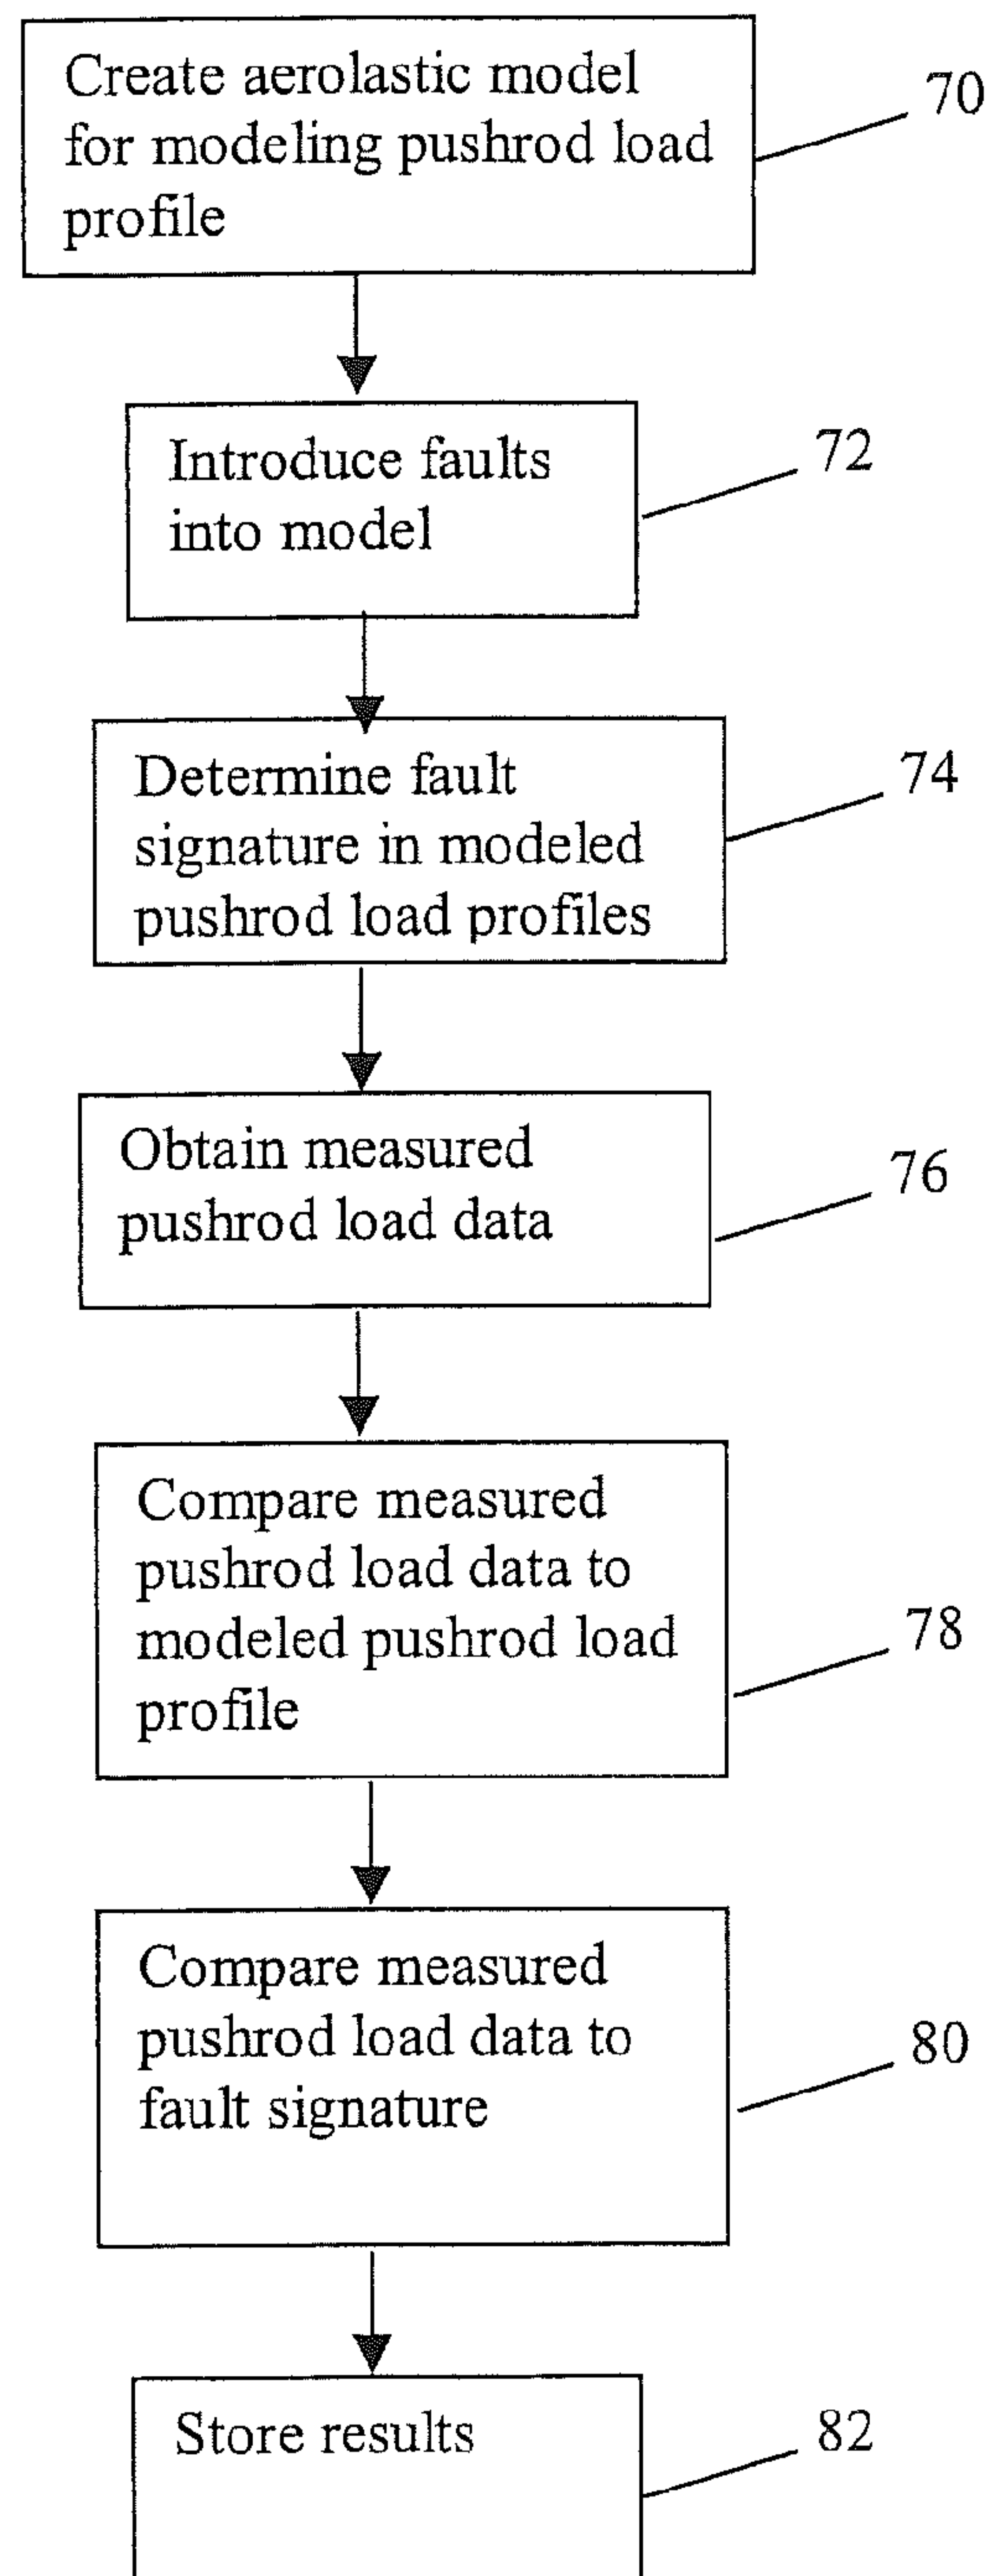 Create aerolastic model
for modeling pushrod load
profile
70
Introduce faults
into model
72
Determine fault
signature in modeled
pushrod load profiles
74
Obtain measured
pushrod load data
76
Compare measured
pushrod load data to
modeled pushrod load
profile
78
Compare measured
pushrod load data to
fault signature
80
Store results
82